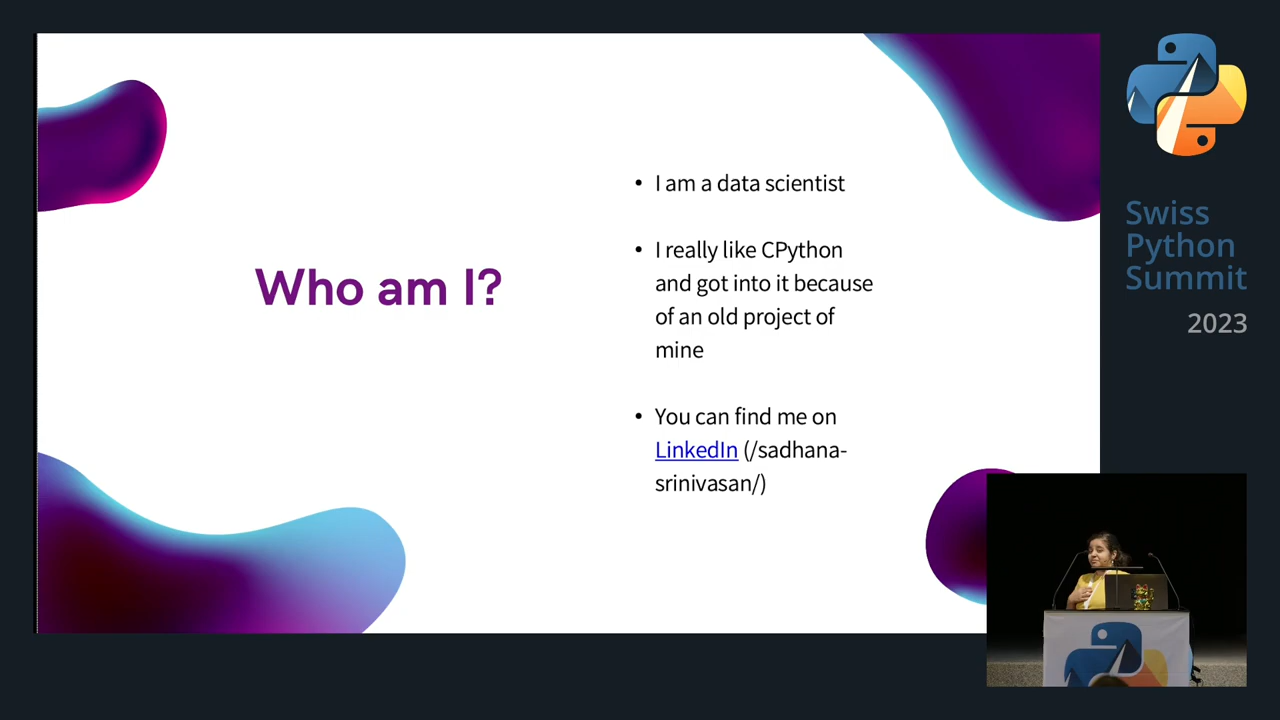 Who am I?
• I am a data scientist
• I really like CPython
and got into it because
of an old project of
mine
• You can find me on
LinkedIn (/sadhana-
srinivasan/)
Swiss
Python
Summit
2023